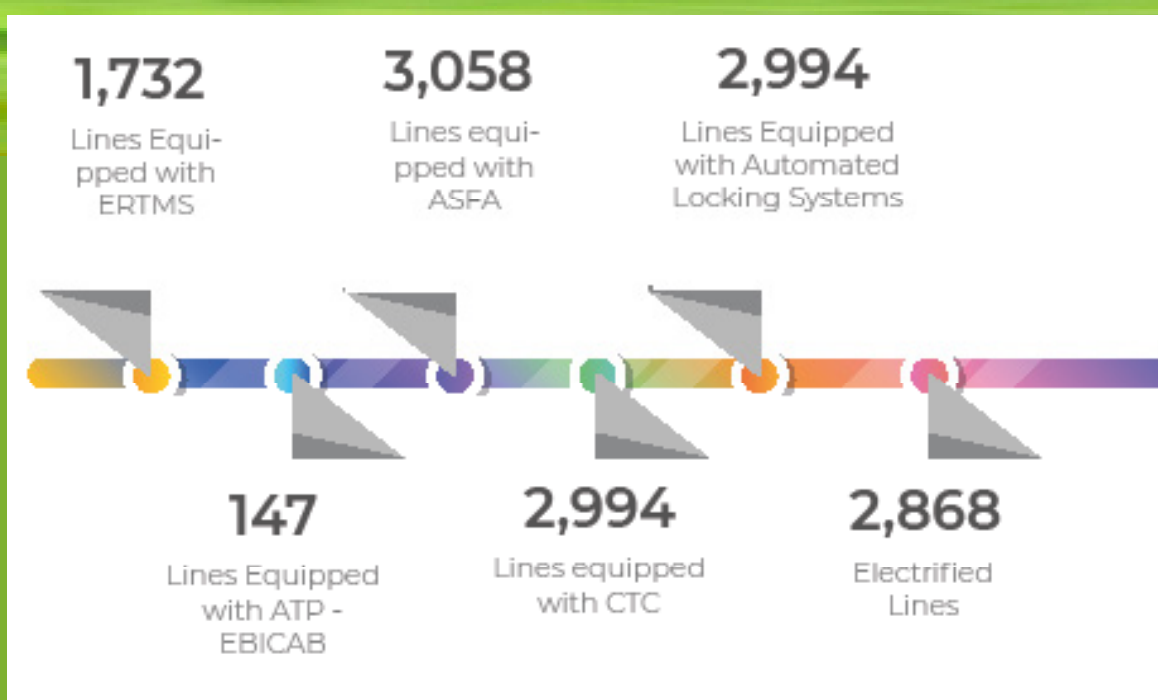 1,732
Lines Equi-
pped with
ERTMS
3,058
Lines equi-
pped with
ASFA
2,994
Lines Equipped
with Automated
Locking Systems
147
Lines Equipped
with ATP -
EBICAB
2,994
Lines equipped
with CTC
2,868
Electrified
Lines